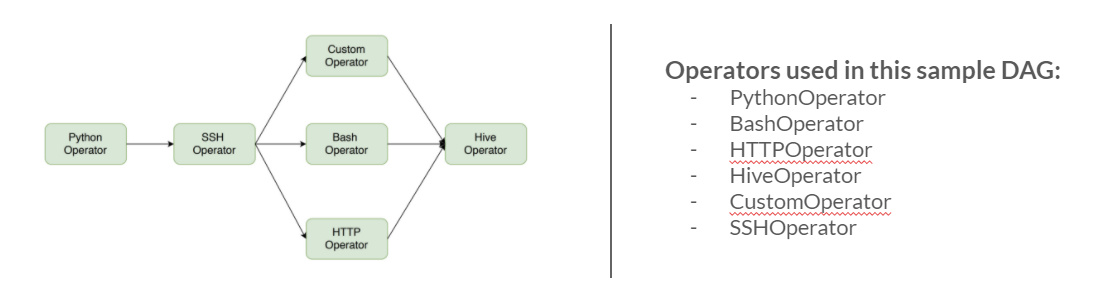 Custom
Operator
Python
Operator
SSH
Operator
Bash
Operator
Hive
Operator
HTTP
Operator
Operators used in this sample DAG:
- PythonOperator
- BashOperator
- HTTPOperator
- HiveOperator
- CustomOperator
- SSHOperator